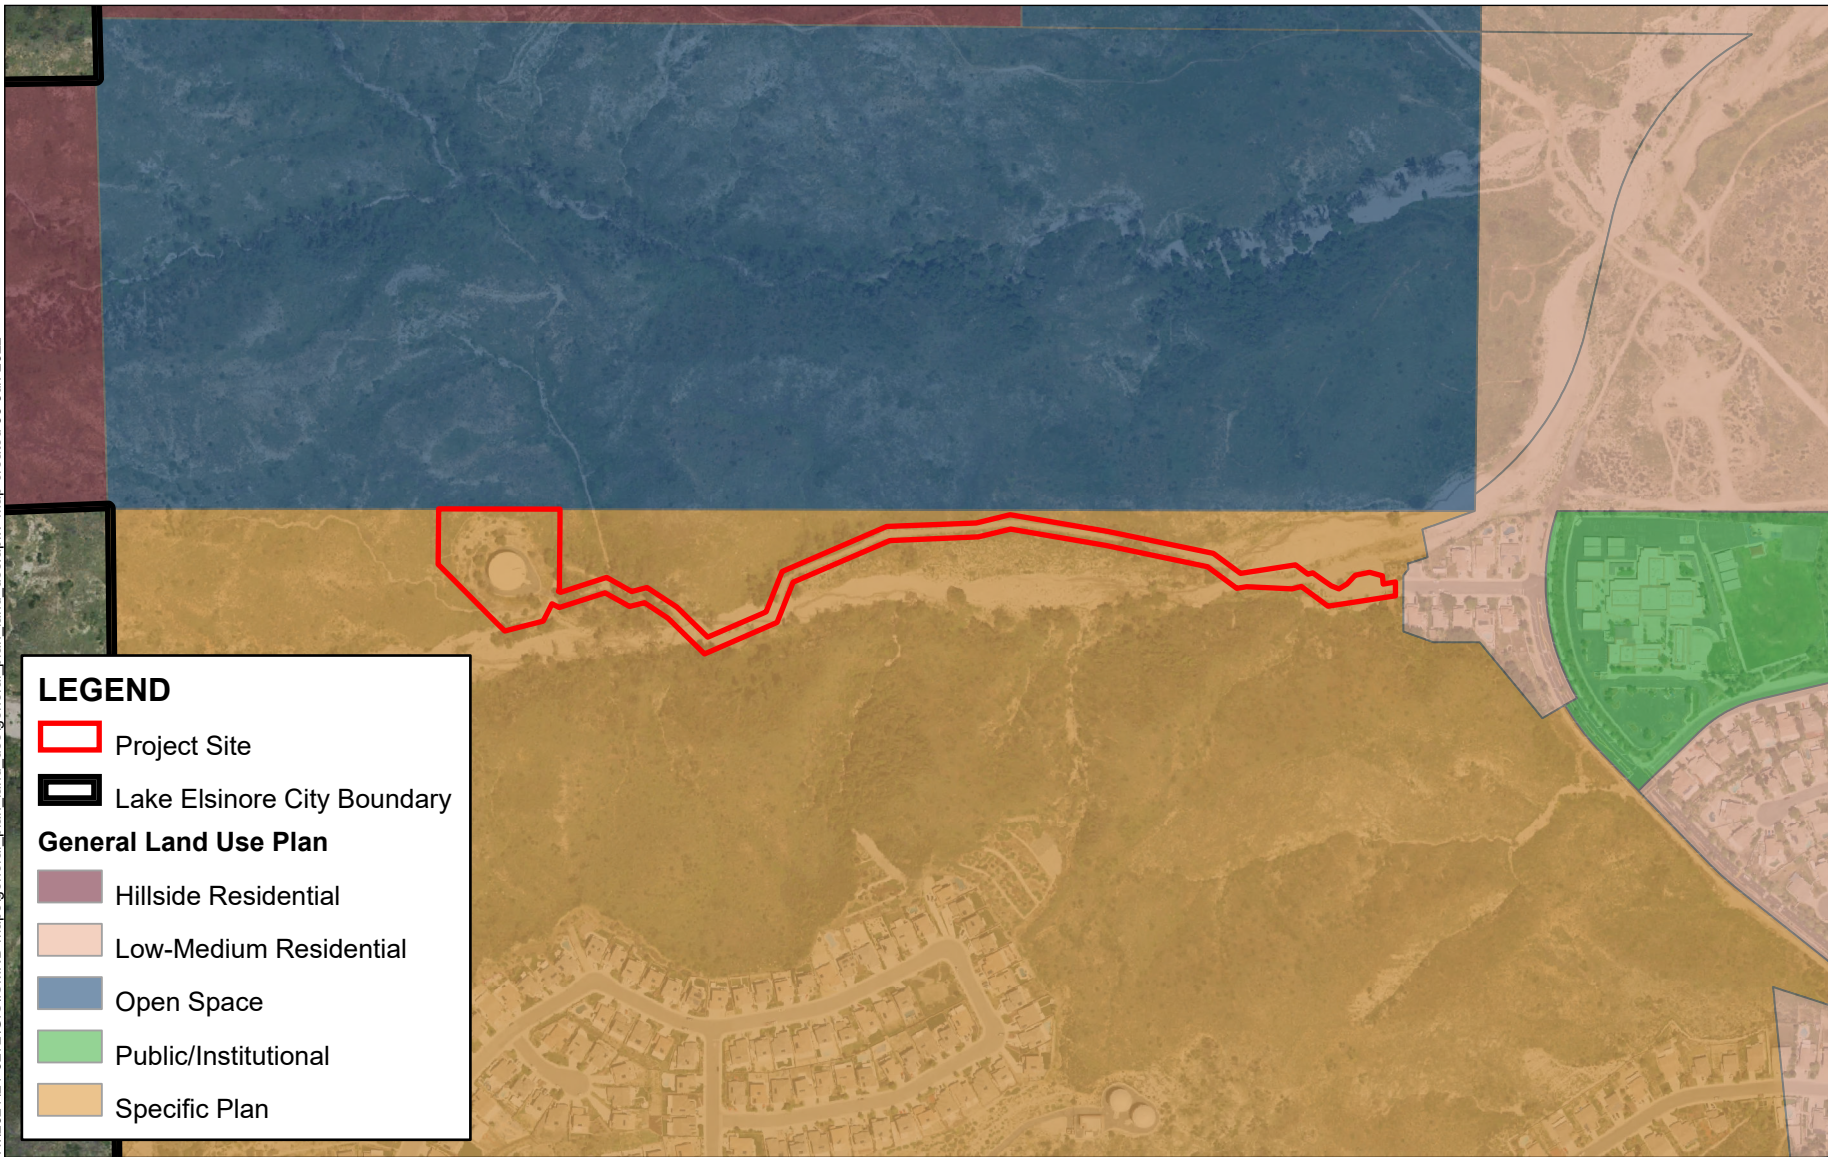 LEGEND
Project Site
Lake Elsinore City Boundary
General Land Use Plan
Hillside Residential
Low-Medium Residential
Open Space
Public/Institutional
Specific Plan